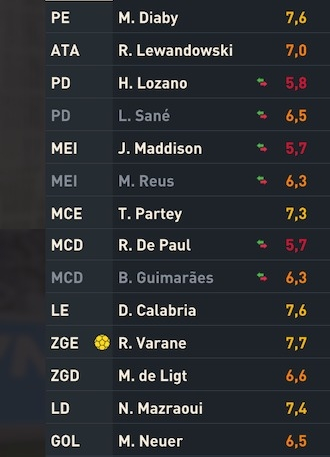 PE M. Diaby 7,6
ATA R. Lewandowski 7,0
PD H. Lozano 5,8
PD L. Sané 6,5
MEI J. Maddison 5,7
MEI M. Reus 6,3
MCE T. Partey 7,3
MCD R. De Paul 5,7
MCD B. Guimarães 6,3
LE D. Calabria 7,6
ZGE R. Varane 7,7
ZGD M. de Ligt 6,6
LD N. Mazraoui 7,4
GOL M. Neuer 6,5